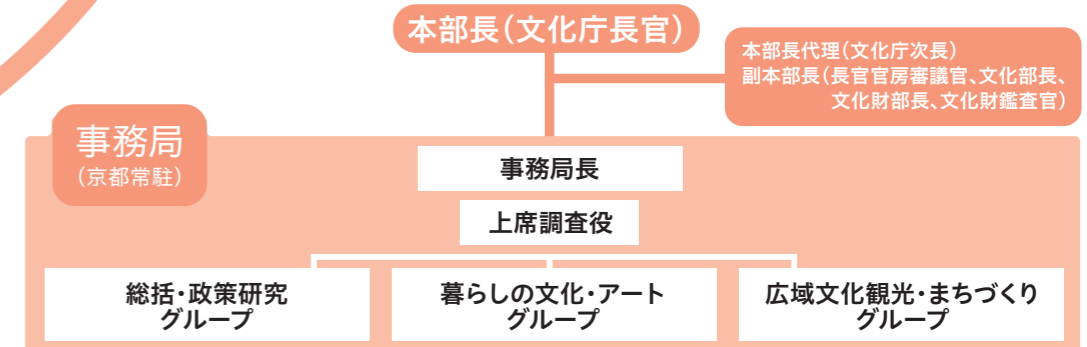 本部長（文化庁長官）
本部長代理（文化庁次長）
副本部長（長官官房審議官、文化部長、
文化財部長、文化財鑑査官）
事務局
（京都常駐）
事務局長
上席調査役
総括・政策研究
グループ
暮らしの文化・アート
グループ
広域文化観光・まちづくり
グループ